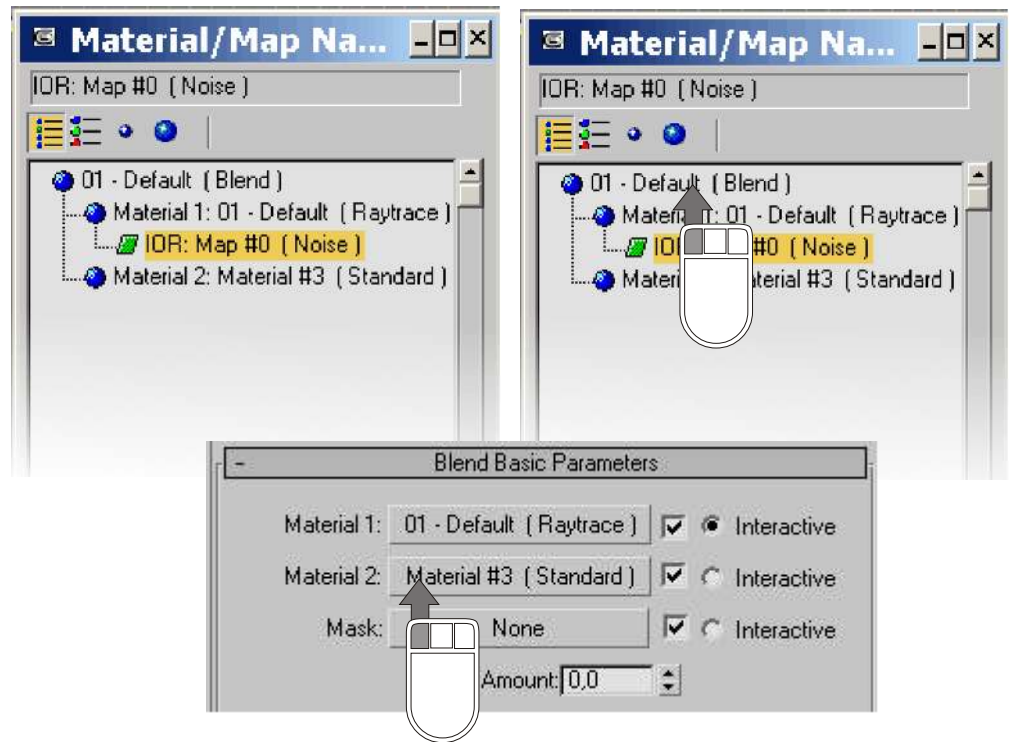 Material/Map Na...
IOR: Map #0 ( Noise )
01 - Default ( Blend )
Material 1: 01 - Default ( Raytrace )
IOR: Map #0 ( Noise )
Material 2: Material #3 ( Standard )
Material/Map Na...
IOR: Map #0 ( Noise )
01 - Default ( Blend )
1: 01 - Default ( Raytrace )
#0 ( Noise )
#3 ( Standard )
- Blend Basic Parameters
Material 1: 01 - Default ( Raytrace ) Interactive
Material 2: Material #3 ( Standard ) Interactive
Mask: None Interactive
Amount: 0,0